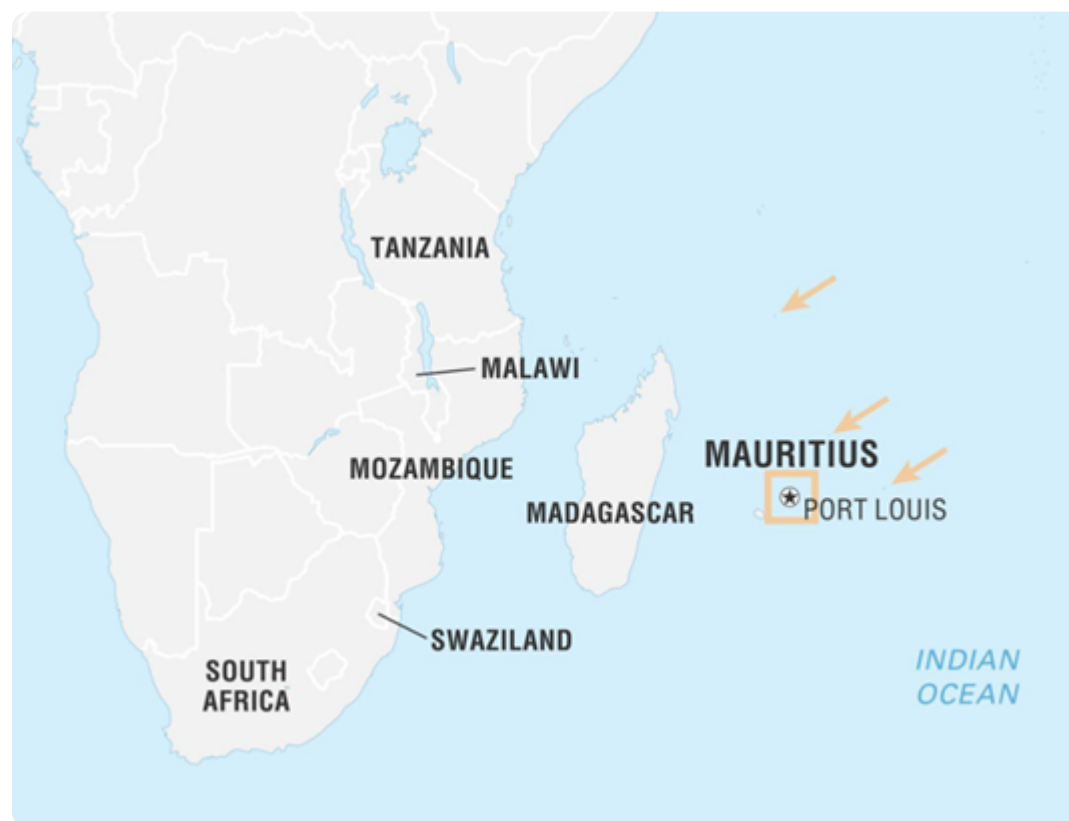 TANZANIA
MALAWI
MAURITIUS
MOZAMBIQUE
PORT LOUIS
MADAGASCAR
SWAZILAND
INDIAN
OCEAN
SOUTH
AFRICA